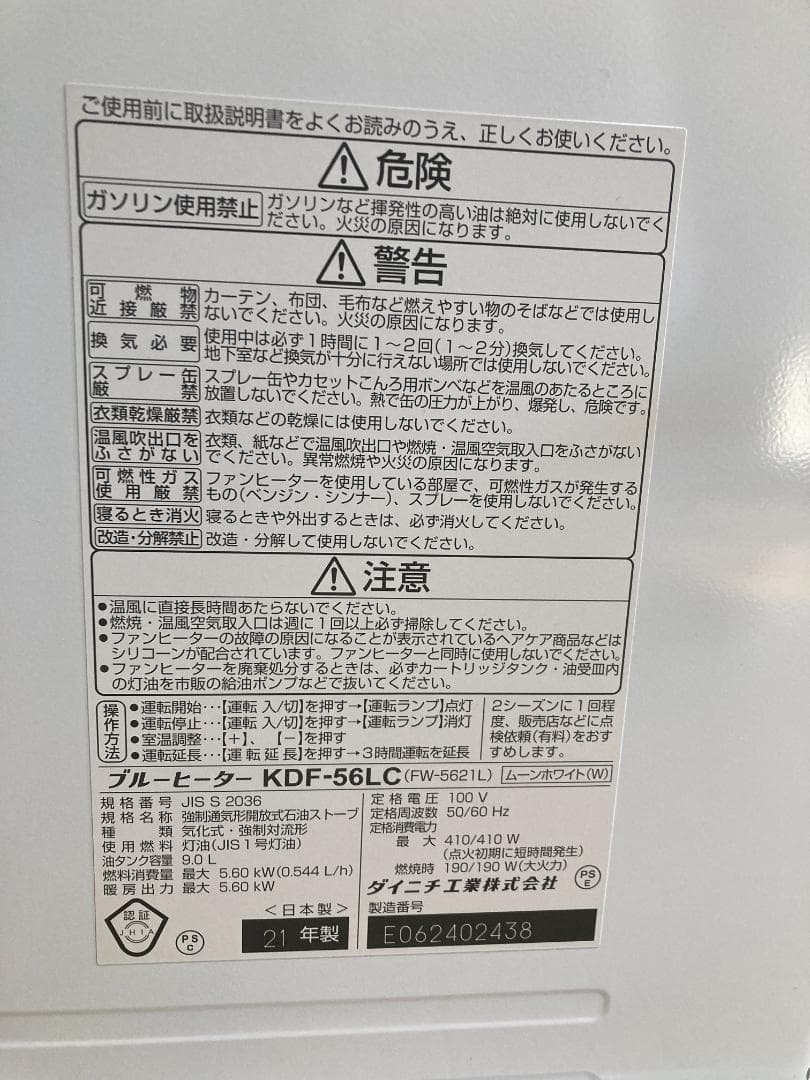 ご使用前に取扱説明書をよくお読みのうえ、正しくお使いください。
危険
ガソリン使用禁止
ガソリンなど揮発性の高い油は絶対に使用しないでく
ださい。火災の原因になります。
警告
可燃物
近接厳禁
カーテン、布団、毛布など燃えやすい物のそばなどでは使用し
ないでください。火災の原因になります。
換気必要
使用中は必ず1時間に1〜2回(1〜2分)換気してください。
地下室など換気が十分に行えない場所では使用しないでください。
スプレー缶
厳禁
スプレー缶やカセットこんろ用ボンベなどを温風のあたるところに
放置しないでください。熱で缶の圧力が上がり、爆発し、危険です。
衣類乾燥厳禁
衣類などの乾燥には使用しないでください。
温風吹出口を
ふさがない
衣類、紙などで温風吹出口や燃焼・温風空気取入口をふさがない
でください。異常燃焼や火災の原因になります。
可燃性ガス
使用厳禁
ファンヒーターを使用している部屋で、可燃性ガスが発生する
もの(ベンジン・シンナー)、スプレーを使用しないでください。
寝るとき消火
寝るときや外出するときは、必ず消火してください。
改造・分解禁止
改造・分解して使用しないでください。
注意
●温風に直接長時間あたらないでください。
●燃焼・温風空気取入口は週に1回以上必ず掃除してください。
●ファンヒーターの故障の原因になることが表示されているヘアケア商品などは
シリコーンが配合されています。ファンヒーターと同時に使用しないでください。
●ファンヒーターを廃棄処分するときは、必ずカートリッジタンク・油受皿内
の灯油を市販の給油ポンプなどで抜いてください。
操作方法
●運転開始…【運転 入/切】を押す→【運転ランプ】点灯
●運転停止…【運転 入/切】を押す→【運転ランプ】消灯
●室温調整…【+】、【−】を押す
●運転延長…【運転延長】を押す→3時間運転を延長
2シーズンに1回程
度、販売店などに点
検依頼(有料)をおす
すめします。
ブルーヒーター KDF-56LC(FW-5621L) ムーンホワイト(W)
規格番号 JIS S 2036
規格名称 強制通気形開放式石油ストーブ
種類 気化式・強制対流形
使用燃料 灯油(JIS1号灯油)
油タンク容量 9.0 L
燃料消費量 最大 5.60 kW(0.544 L/h)
暖房出力 最大 5.60 kW
定格電圧 100 V
定格周波数 50/60 Hz
定格消費電力
最大 410/410 W
(点火初期に短時間発生)
燃焼時 190/190 W(大火力)
ダイニチ工業株式会社
PS
E
認証
JHIA
PS
C
<日本製>
21 年製
製造番号
E062402438